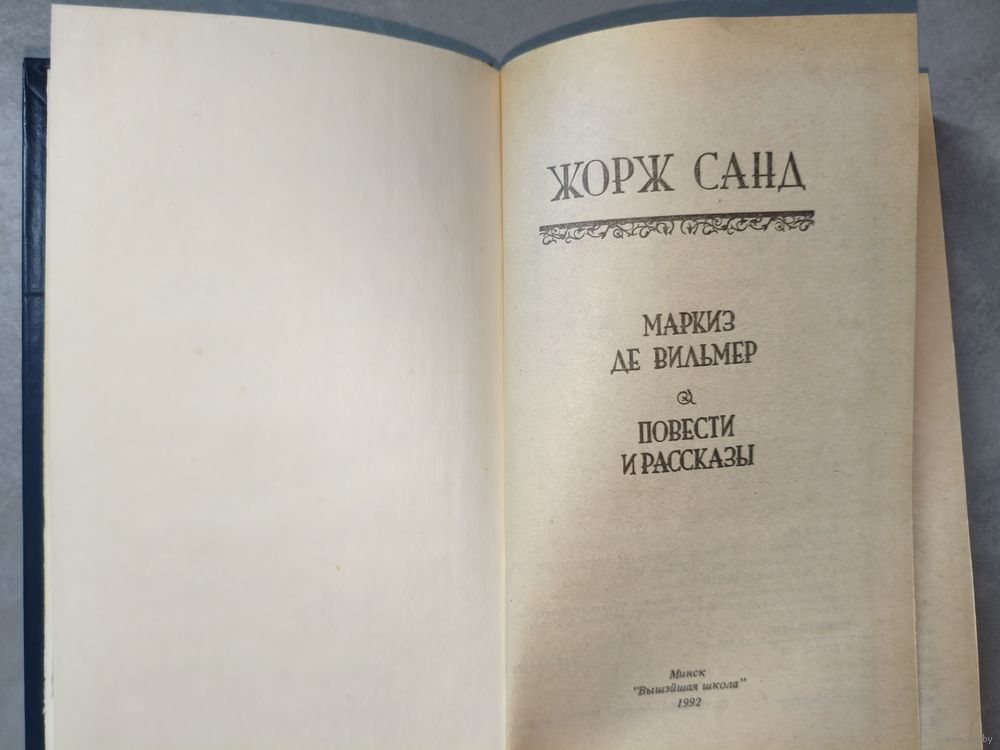 ЖОРЖ САНД
МАРКИЗ
ДЕ ВИЛЬМЕР
ПОВЕСТИ
И РАССКАЗЫ
Минск
"Вышэйшая школа"
1992